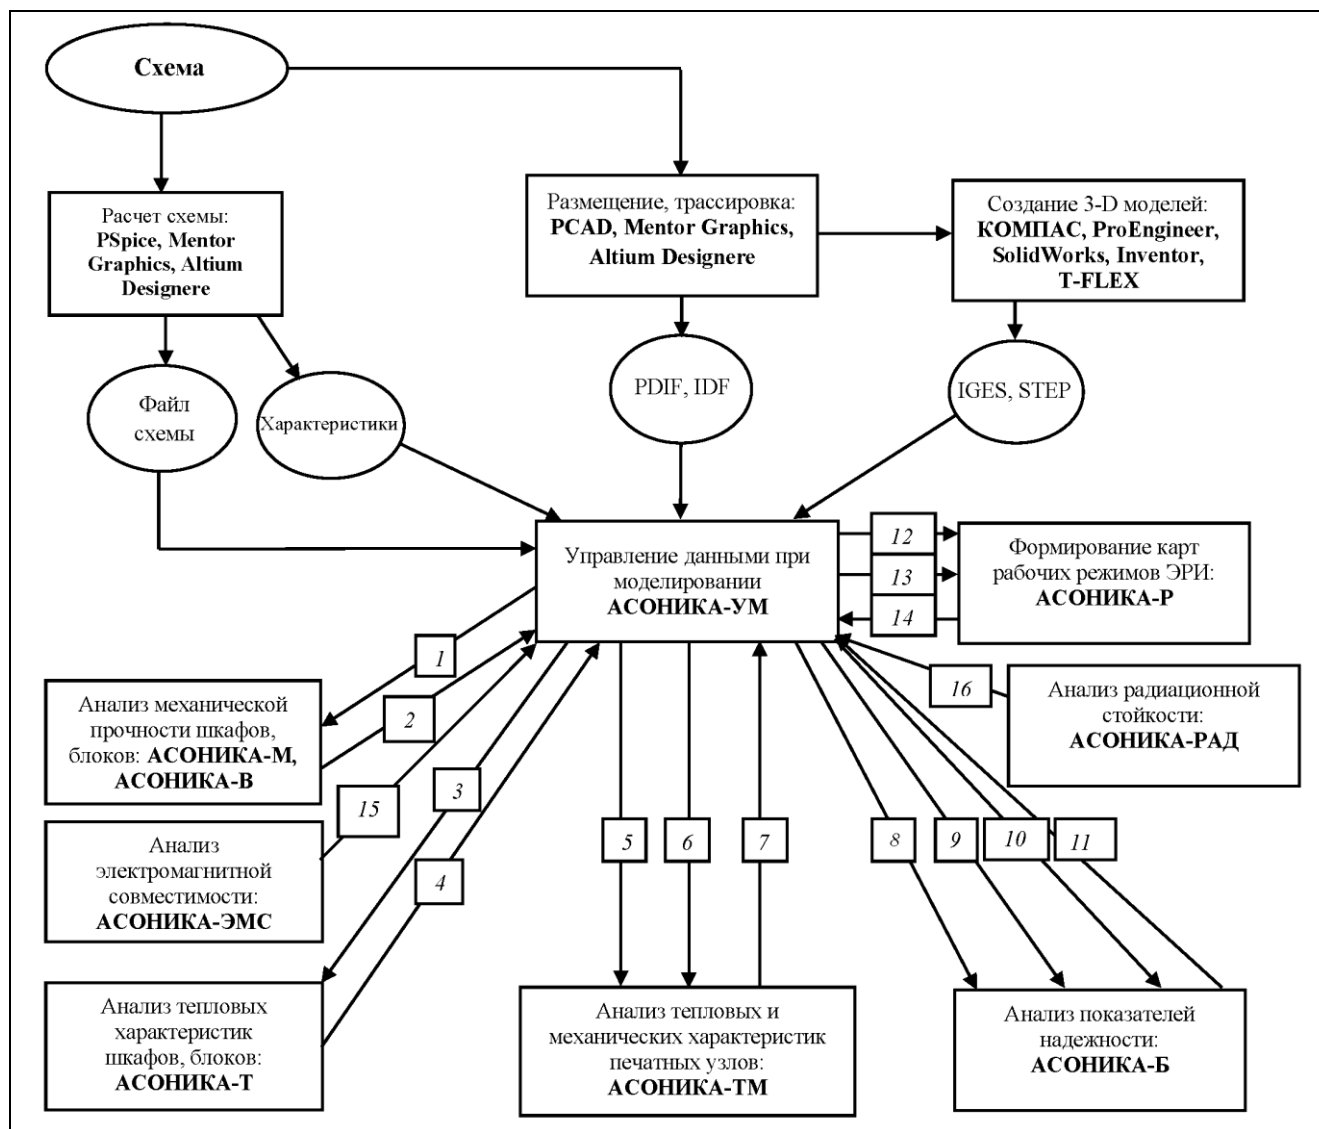 Схема
Расчет схемы:
PSpice, Mentor
Graphics, Altium
Designere
Размещение, трассировка:
PCAD, Mentor Graphics,
Altium Designere
Создание 3-D моделей:
КОМПАС, ProEngineer,
SolidWorks, Inventor,
T-FLEX
Файл
схемы
Характеристики
PDIF, IDF
IGES, STEP
Управление данными при
моделировании
АСОНИКА-УМ
12
13
14
Формирование карт
рабочих режимов ЭРИ:
АСОНИКА-Р
1
2
15
3
4
16
Анализ механической
прочности шкафов,
блоков: АСОНИКА-М,
АСОНИКА-В
Анализ радиационной
стойкости:
АСОНИКА-РАД
Анализ
электромагнитной
совместимости:
АСОНИКА-ЭМС
5
6
7
8
9
10
11
Анализ тепловых
характеристик
шкафов, блоков:
АСОНИКА-Т
Анализ тепловых и
механических характеристик
печатных узлов:
АСОНИКА-ТМ
Анализ показателей
надежности:
АСОНИКА-Б